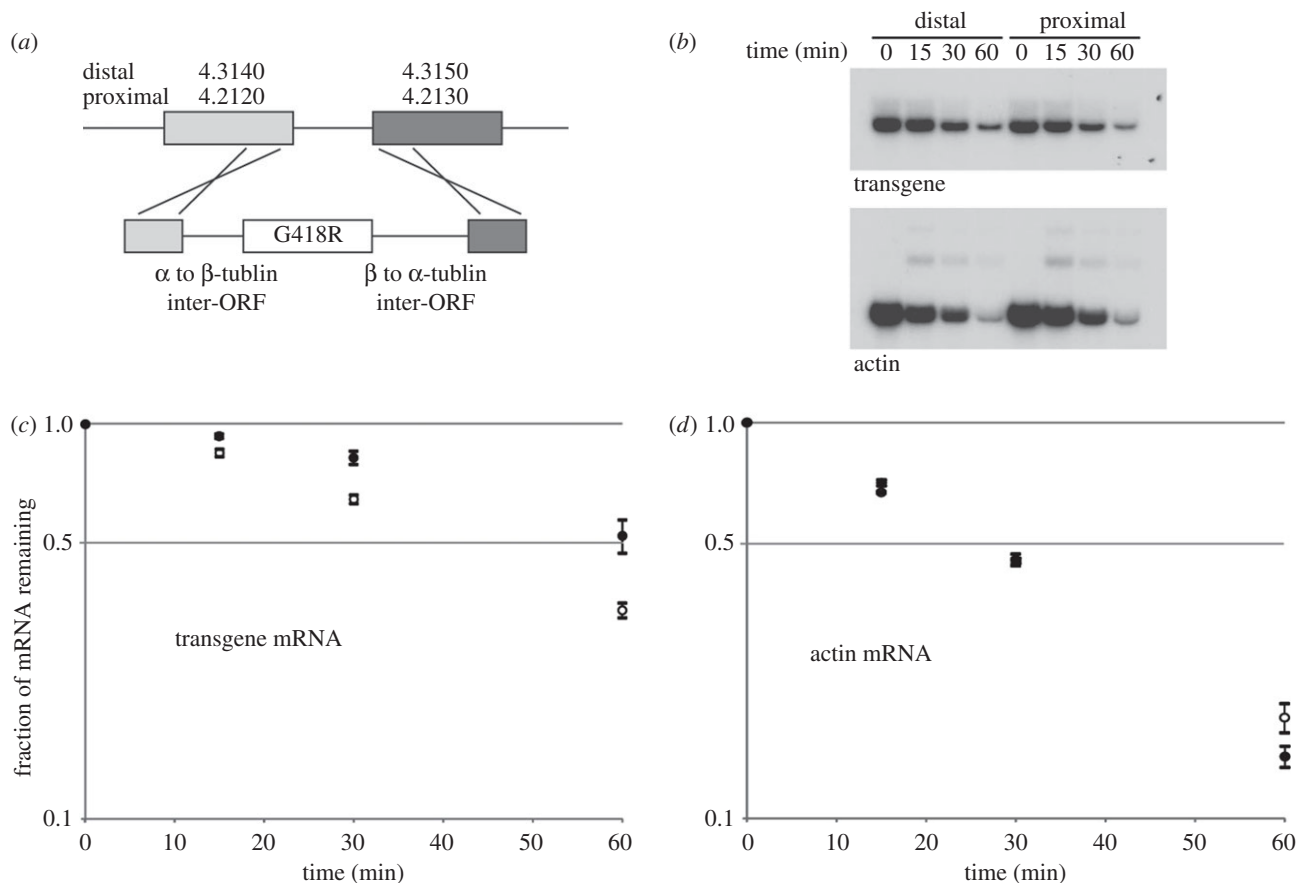 (a)
distal 4.3140 4.3150
proximal 4.2120 4.2130
G418R
α to β-tublin β to α-tublin
inter-ORF inter-ORF
(b)
distal proximal
time (min) 0 15 30 60 0 15 30 60
transgene
actin
(c)
1.0
0.5
0.1
fraction of mRNA remaining
transgene mRNA
0 10 20 30 40 50 60
time (min)
(d)
1.0
0.5
0.1
actin mRNA
0 10 20 30 40 50 60
time (min)